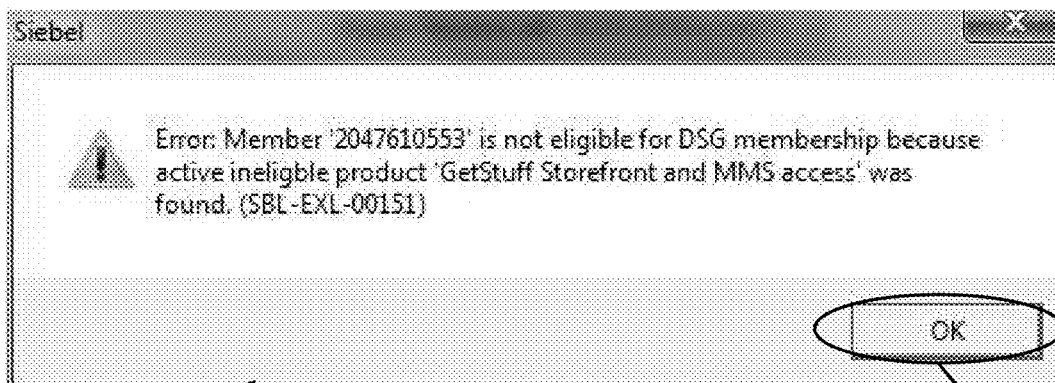 Siebel
X
Error: Member '2047610553' is not eligible for DSG membership because
active ineligble product 'GetStuff Storefront and MMS access' was
found. (SBL-EXL-00151)
OK